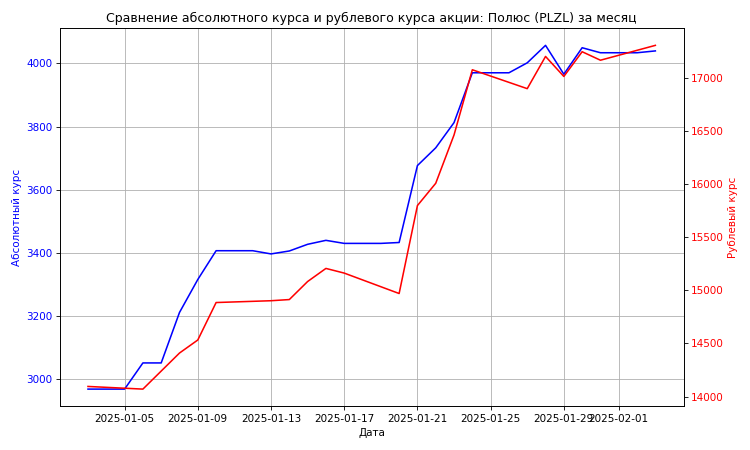 Сравнение абсолютного курса и рублевого курса акции: Полюс (PLZL) за месяц
4000
3800
3600
3400
3200
3000
Абсолютный курс
17000
16500
16000
15500
15000
14500
14000
Рублевый курс
2025-01-05 2025-01-09 2025-01-13 2025-01-17 2025-01-21 2025-01-25 2025-01-29 2025-02-01
Дата